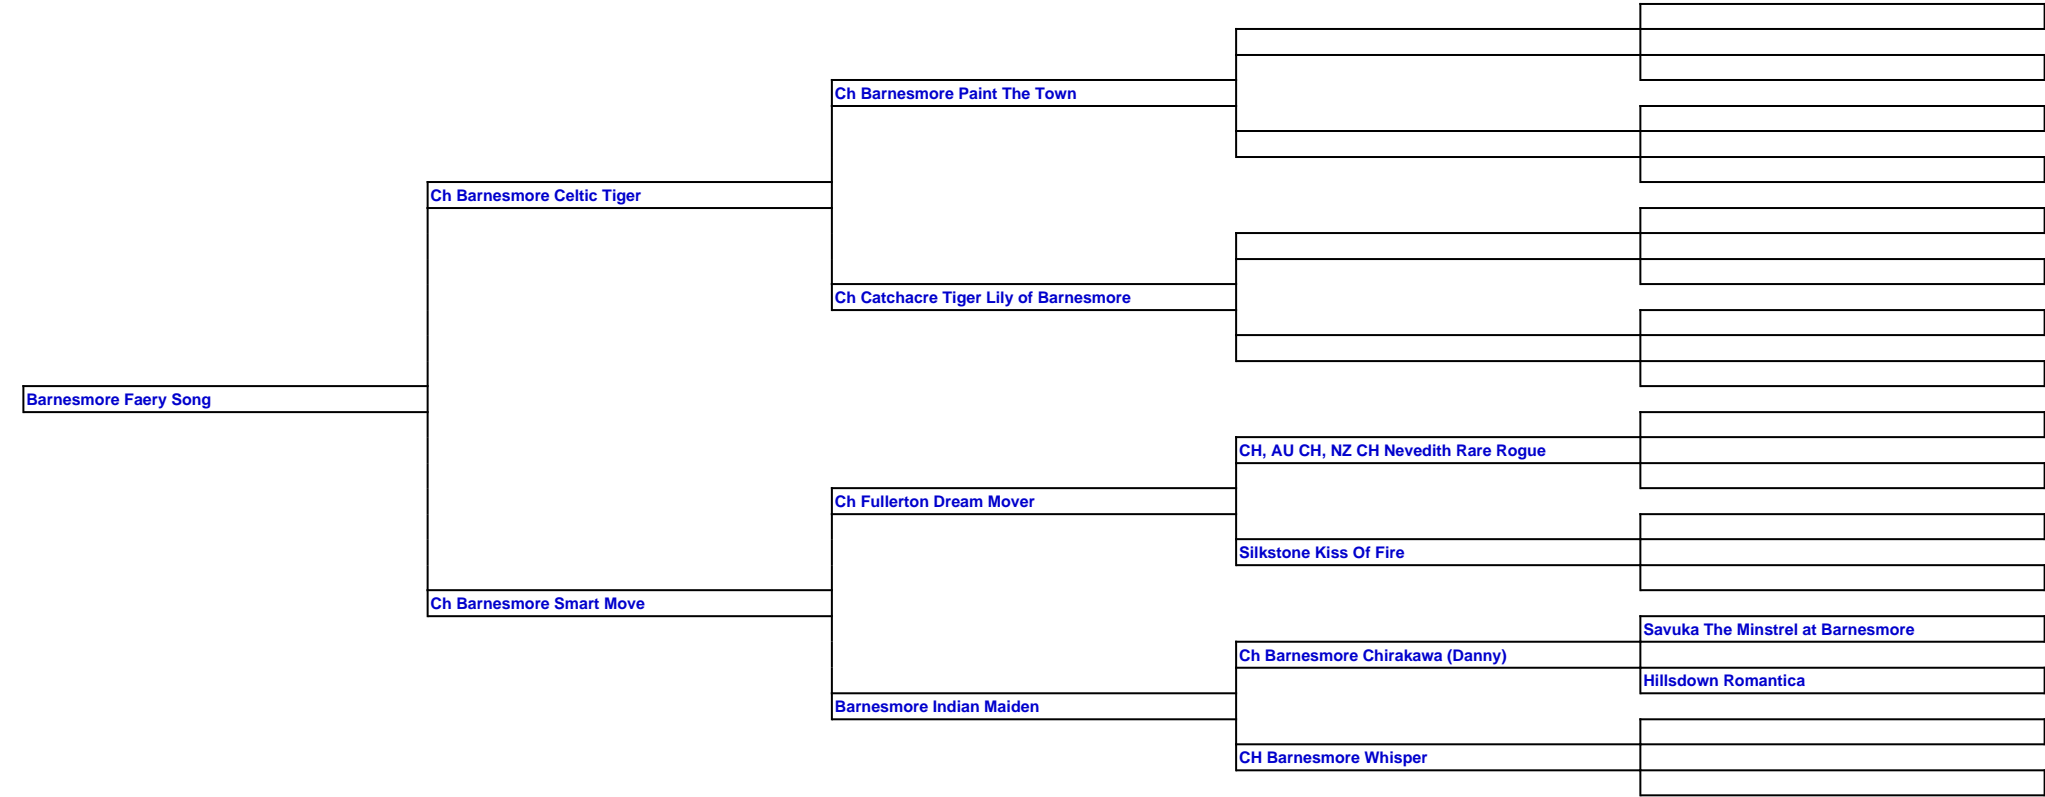 Ch Barnesmore Paint The Town
Ch Barnesmore Celtic Tiger
Ch Catchacre Tiger Lily of Barnesmore
Barnesmore Faery Song
CH, AU CH, NZ CH Nevedith Rare Rogue
Ch Fullerton Dream Mover
Silkstone Kiss Of Fire
Ch Barnesmore Smart Move
Savuka The Minstrel at Barnesmore
Ch Barnesmore Chirakawa (Danny)
Hillsdown Romantica
Barnesmore Indian Maiden
CH Barnesmore Whisper